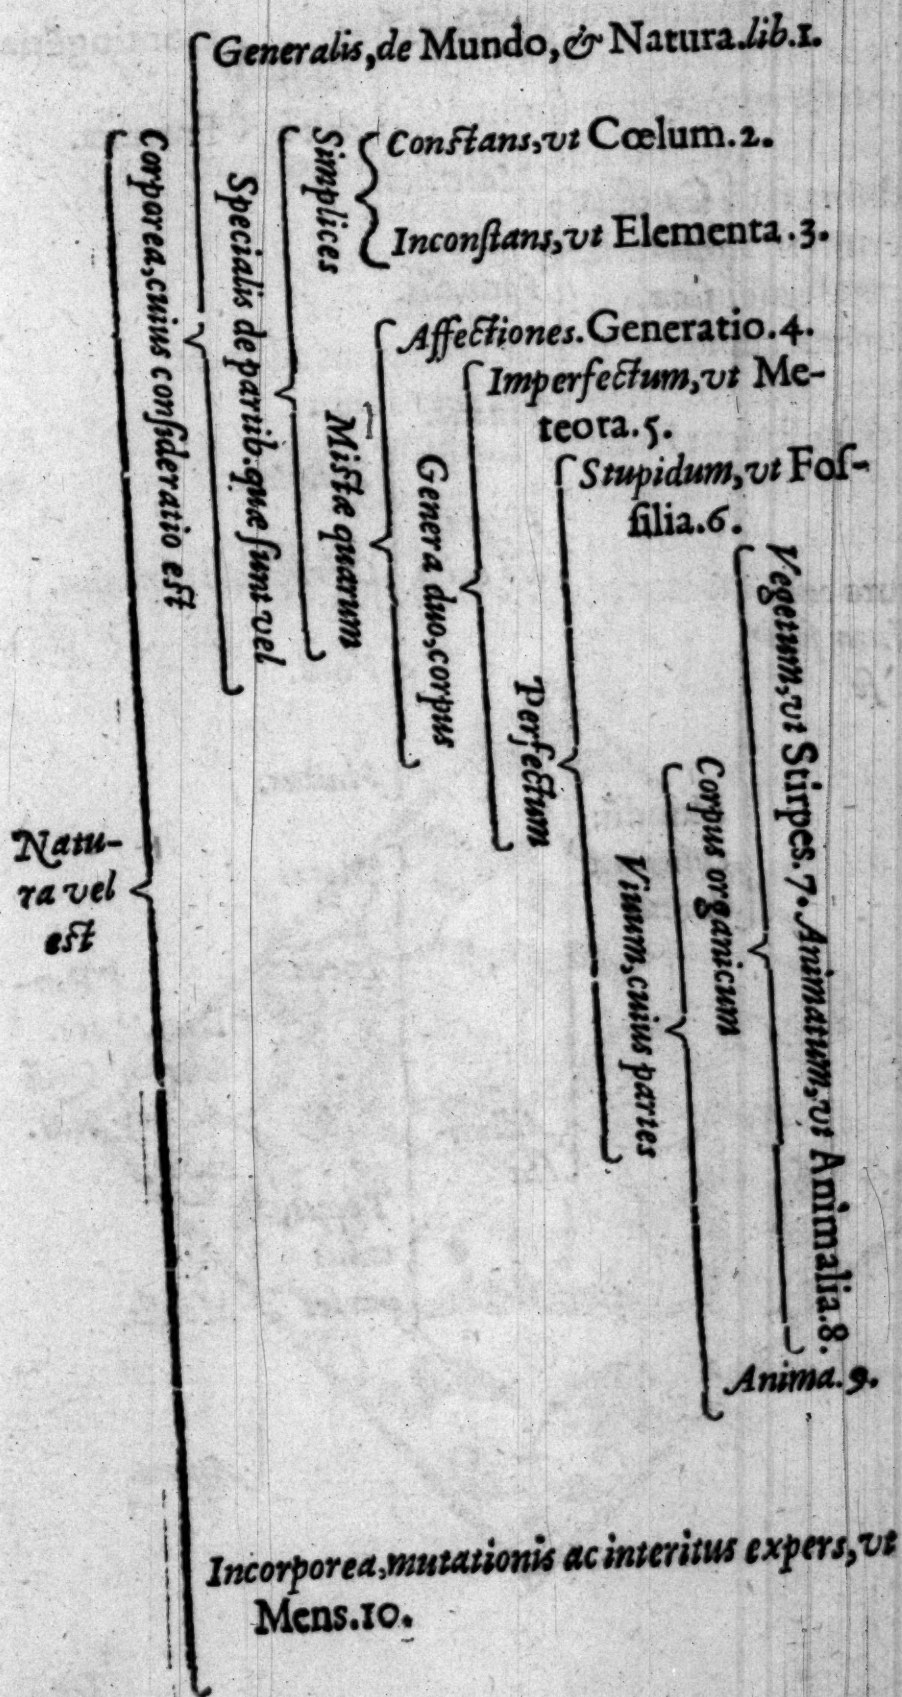 Natu-
ra vel
est
Corporea, cuius consideratio est
Generalis, de Mundo, & Natura. lib. 1.
Specialis de partib. quæ sunt vel
Simplices
Constans, vt Cœlum. 2.
Inconstans, vt Elementa. 3.
Mistæ quarum
Affectiones. Generatio. 4.
Genera duo, corpus
Imperfectum, vt Me-
teora. 5.
Perfectum
Stupidum, vt Fos-
silia. 6.
Viuum, cuius partes
Corpus organicum
Vegetum, vt Stirpes. 7. Animatum, vt Animalia. 8.
Anima. 9.
Incorporea, mutationis ac interitus expers, vt
Mens. 10.